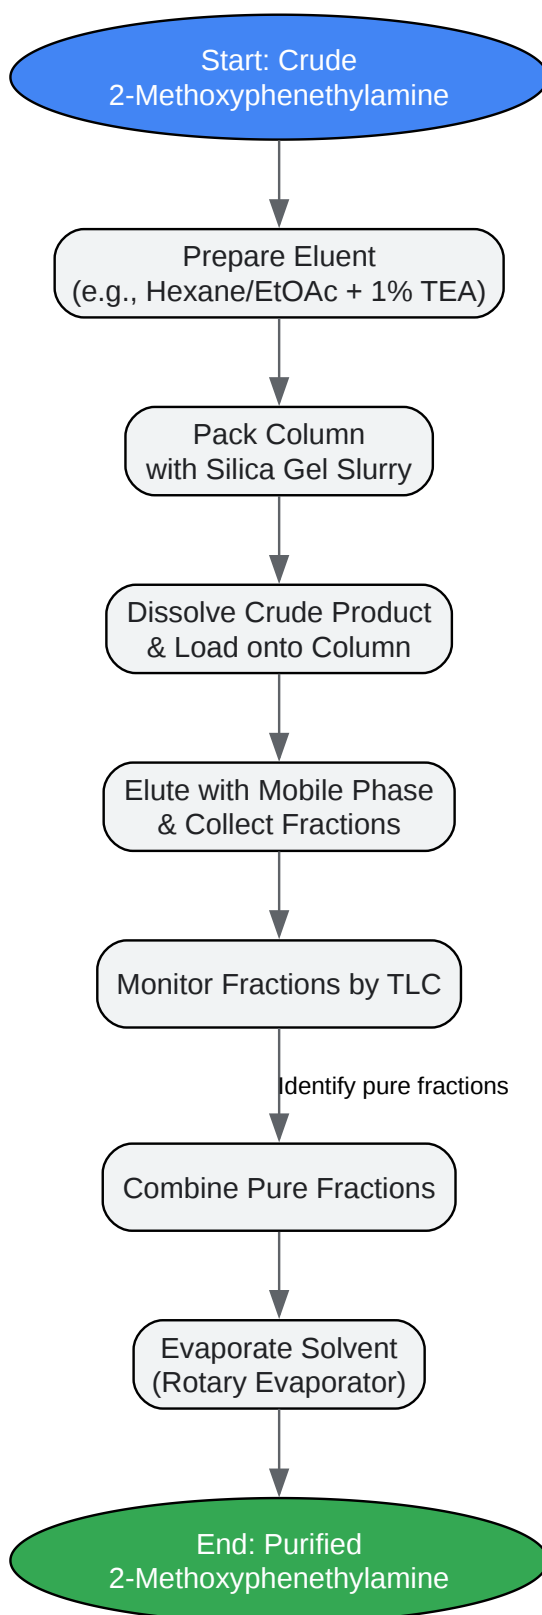 Start: Crude
2-Methoxyphenethylamine
Prepare Eluent
(e.g., Hexane/EtOAc + 1% TEA)
Pack Column
with Silica Gel Slurry
Dissolve Crude Product
& Load onto Column
Elute with Mobile Phase
& Collect Fractions
Monitor Fractions by TLC
Identify pure fractions
Combine Pure Fractions
Evaporate Solvent
(Rotary Evaporator)
End: Purified
2-Methoxyphenethylamine